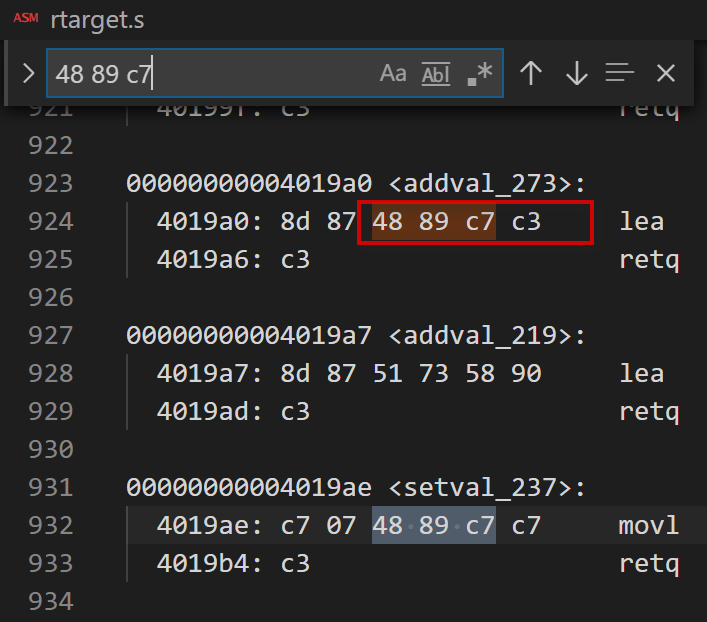 ASM rtarget.s
48 89 c7 Aa Abl .*
921 40199f: c3 retq
922
923 00000000004019a0 <addval_273>:
924 4019a0: 8d 87 48 89 c7 c3 lea
925 4019a6: c3 retq
926
927 00000000004019a7 <addval_219>:
928 4019a7: 8d 87 51 73 58 90 lea
929 4019ad: c3 retq
930
931 00000000004019ae <setval_237>:
932 4019ae: c7 07 48 89 c7 c7 movl
933 4019b4: c3 retq
934